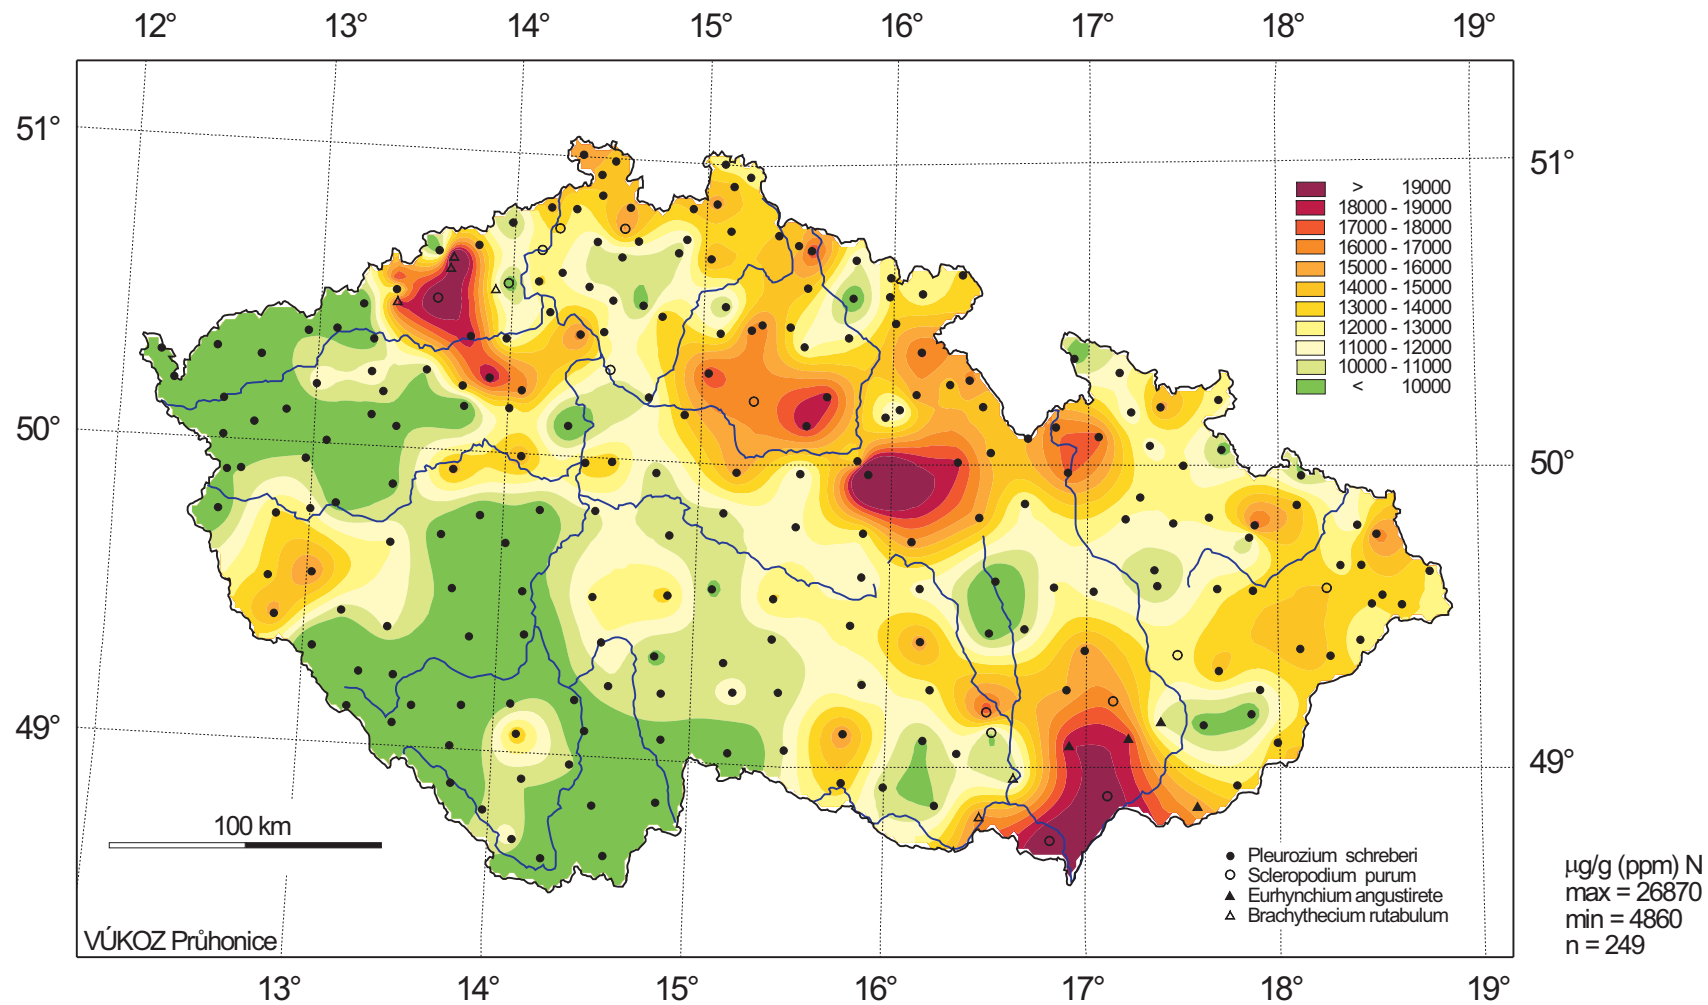 12° 13° 14° 15° 16° 17° 18° 19°
51°
51°
> 19000
18000 - 19000
17000 - 18000
16000 - 17000
15000 - 16000
14000 - 15000
13000 - 14000
12000 - 13000
11000 - 12000
10000 - 11000
< 10000
50°
50°
49°
49°
100 km
Pleurozium schreberi
Scleropodium purum
Eurhynchium angustirete
Brachythecium rutabulum
µg/g (ppm) N
max = 26870
min = 4860
n = 249
VÚKOZ Průhonice
13° 14° 15° 16° 17° 18° 19°